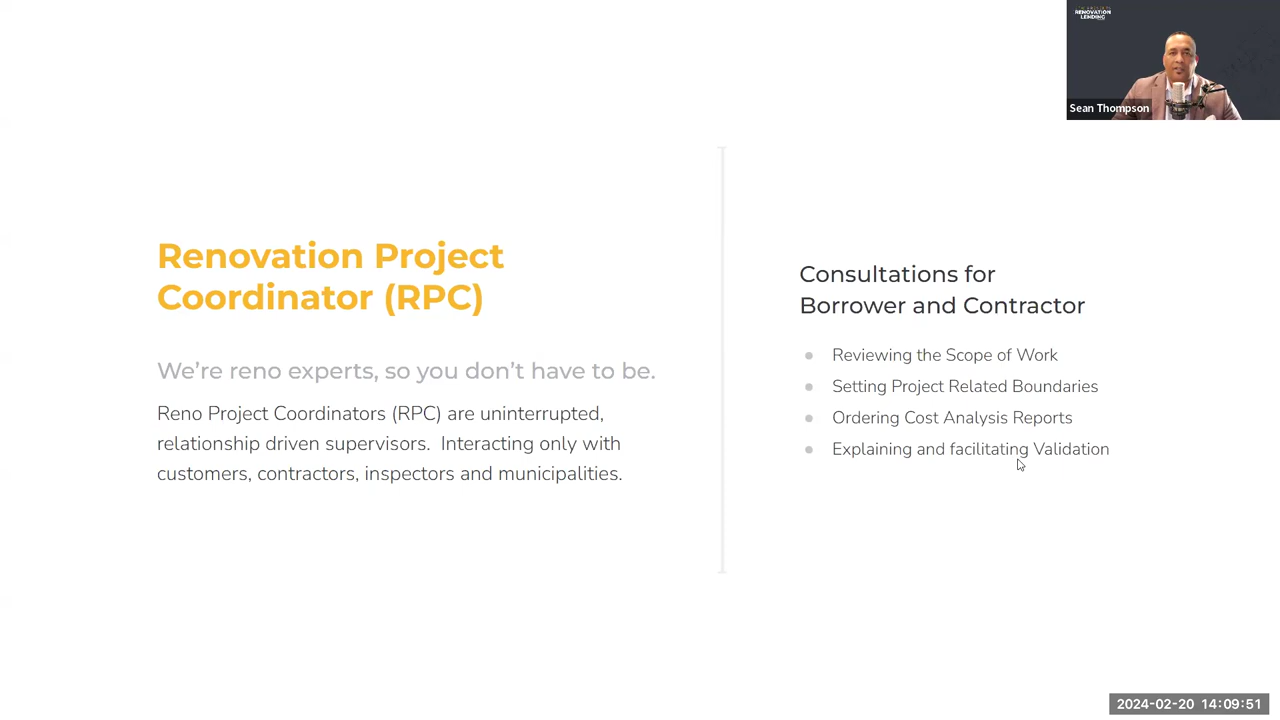 RENOVATION
LENDING
Sean Thompson
Renovation Project
Coordinator (RPC)
We’re reno experts, so you don’t have to be.
Reno Project Coordinators (RPC) are uninterrupted,
relationship driven supervisors.  Interacting only with
customers, contractors, inspectors and municipalities.
Consultations for
Borrower and Contractor
Reviewing the Scope of Work
Setting Project Related Boundaries
Ordering Cost Analysis Reports
Explaining and facilitating Validation
2024-02-20 14:09:51